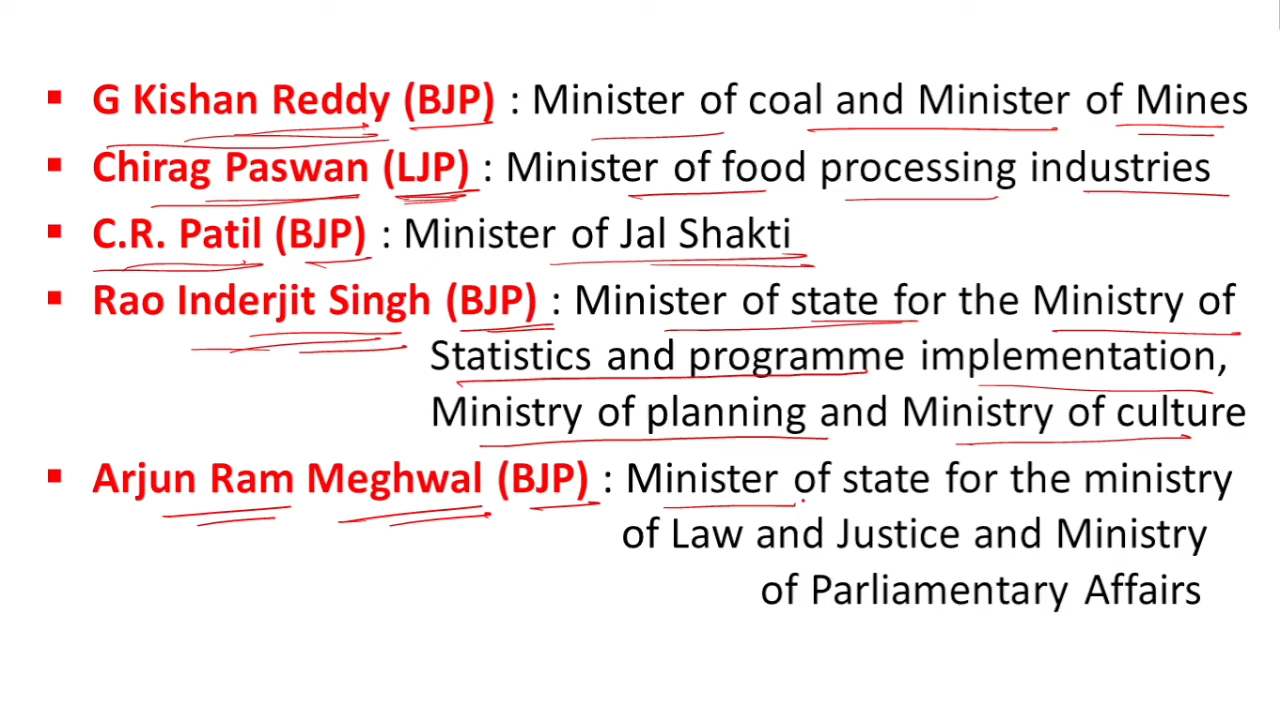 ▪ G Kishan Reddy (BJP) : Minister of coal and Minister of Mines
▪ Chirag Paswan (LJP) : Minister of food processing industries
▪ C.R. Patil (BJP) : Minister of Jal Shakti
▪ Rao Inderjit Singh (BJP) : Minister of state for the Ministry of
Statistics and programme implementation,
Ministry of planning and Ministry of culture
▪ Arjun Ram Meghwal (BJP) : Minister of state for the ministry
of Law and Justice and Ministry
of Parliamentary Affairs